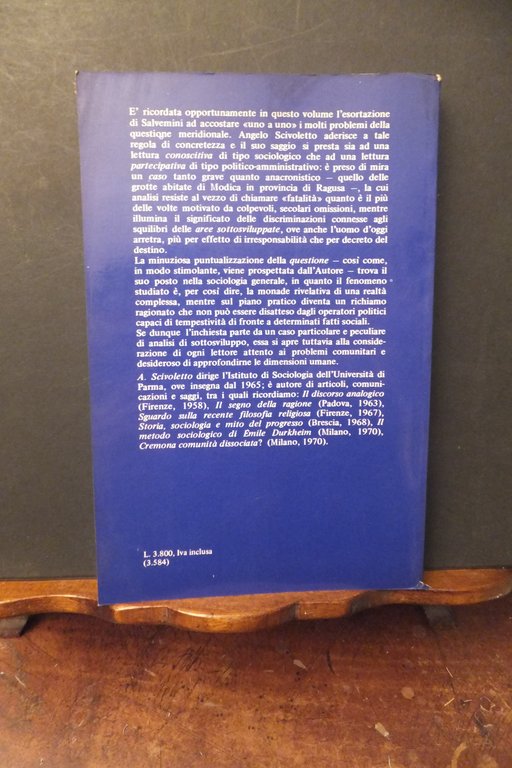 E' ricordata opportunamente in questo volume l'esortazione
di Salvemini ad accostare «uno a uno» i molti problemi della
questione meridionale. Angelo Scivoletto aderisce a tale
regola di concretezza e il suo saggio si presta sia ad una
lettura conoscitiva di tipo sociologico che ad una lettura
partecipativa di tipo politico-amministrativo: è preso di mira
un caso tanto grave quanto anacronistico – quello delle
grotte abitate di Modica in provincia di Ragusa –, la cui
analisi resiste al vezzo di chiamare «fatalità» quanto è il più
delle volte motivato da colpevoli, secolari omissioni, mentre
illumina il significato delle discriminazioni connesse agli
squilibri delle aree sottosviluppate, ove anche l'uomo d'oggi
arretra, più per effetto di irresponsabilità che per decreto del
destino.
La minuziosa puntualizzazione della questione – così come,
in modo stimolante, viene prospettata dall'Autore – trova il
suo posto nella sociologia generale, in quanto il fenomeno
studiato è, per così dire, la monade rivelativa di una realtà
complessa, mentre sul piano pratico diventa un richiamo
ragionato che non può essere disatteso dagli operatori politici
capaci di tempestività di fronte a determinati fatti sociali.
Se dunque l'inchiesta parte da un caso particolare e peculiare
di analisi di sottosviluppo, essa si apre tuttavia alla conside-
razione di ogni lettore attento ai problemi comunitari e
desideroso di approfondirne le dimensioni umane.
A. Scivoletto dirige l'Istituto di Sociologia dell'Università di
Parma, ove insegna dal 1965; è autore di articoli, comuni-
cazioni e saggi, tra i quali ricordiamo: Il discorso analogico
(Firenze, 1958), Il segno della ragione (Padova, 1963),
Sguardo sulla recente filosofia religiosa (Firenze, 1967),
Storia, sociologia e mito del progresso (Brescia, 1968), Il
metodo sociologico di Émile Durkheim (Milano, 1970),
Cremona comunità dissociata? (Milano, 1970).
L. 3.800, Iva inclusa
(3.584)